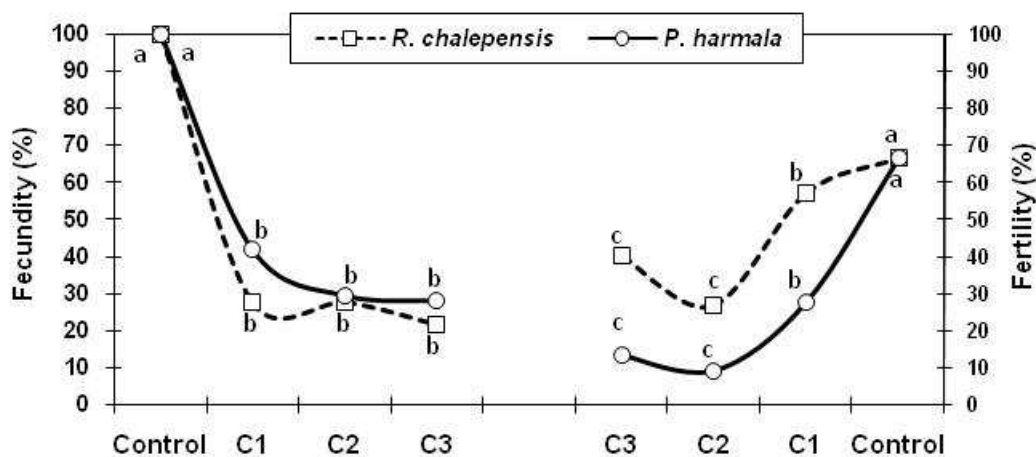 R. chalepensis P. harmala
Fecundity (%)
Fertility (%)
100 100
90 90
80 80
70 70
60 60
50 50
40 40
30 30
20 20
10 10
0 0
a a
b b b
b b b
c c b a
c c b a
Control C1 C2 C3 C3 C2 C1 Control